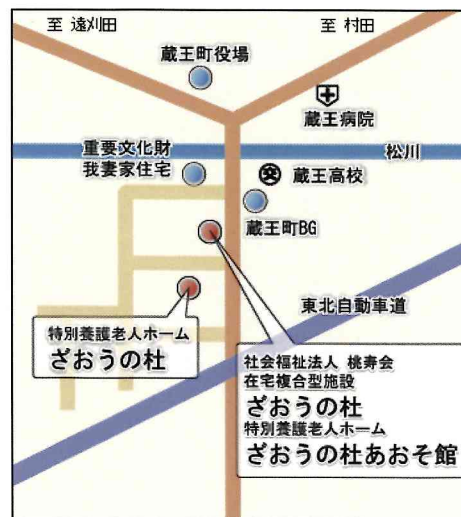 至 遠刈田
至 村田
蔵王町役場
蔵王病院
重要文化財
我妻家住宅
松川
蔵王高校
蔵王町BG
東北自動車道
特別養護老人ホーム
ざおうの杜
社会福祉法人 桃寿会
在宅複合型施設
ざおうの杜
特別養護老人ホーム
ざおうの杜あおそ館